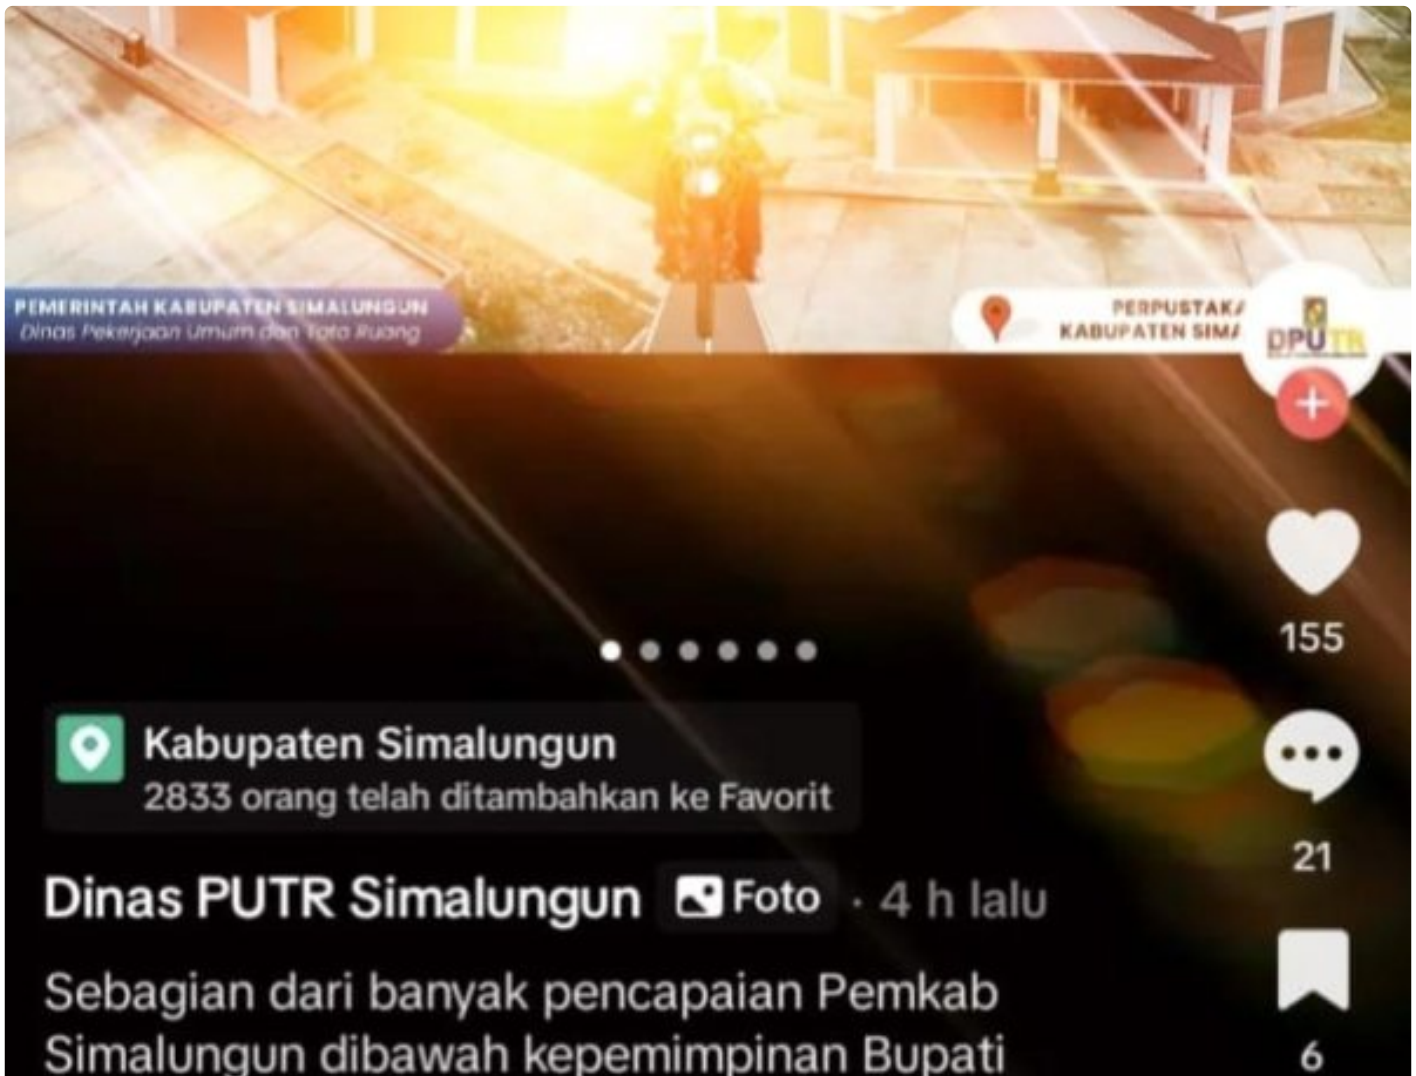 PEMERINTAH KABUPATEN SIMALUNGUN
Dinas Pekerjaan Umum dan Tata Ruang
PERPUSTAKA
KABUPATEN SIMA
DPUTR
155
Kabupaten Simalungun
2833 orang telah ditambahkan ke Favorit
21
Dinas PUTR Simalungun Foto · 4 h lalu
Sebagian dari banyak pencapaian Pemkab
Simalungun dibawah kepemimpinan Bupati
6